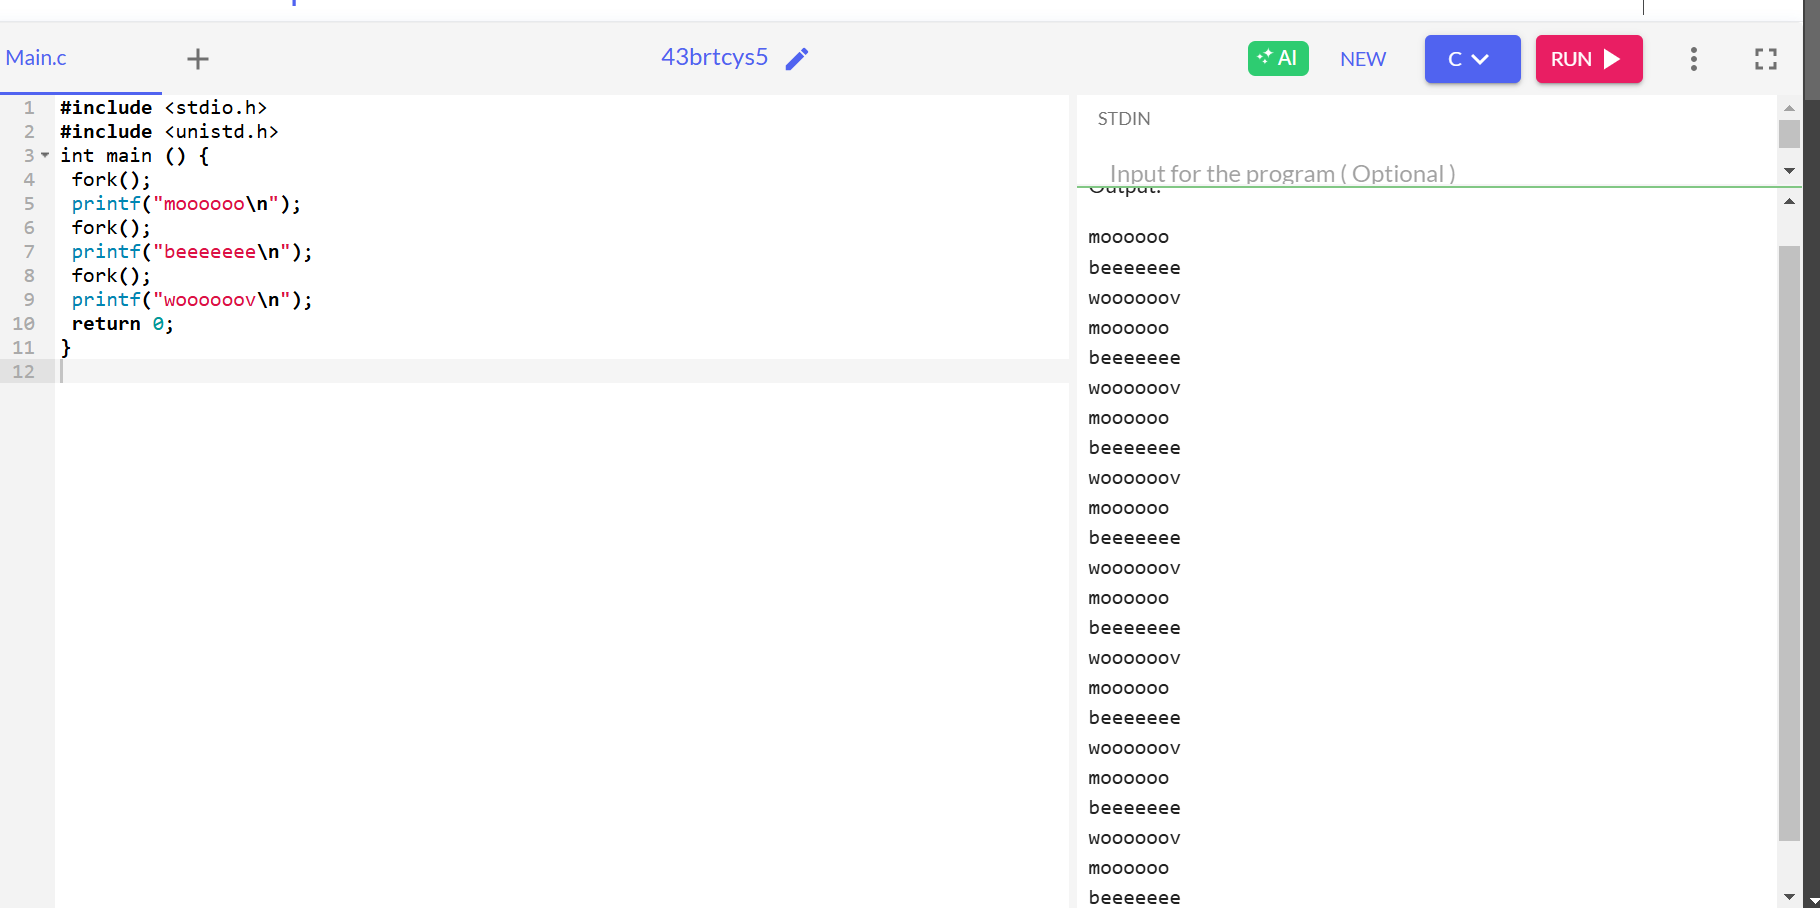 Main.c
43brtcys5
AI
NEW
C
RUN
1 #include <stdio.h>
2 #include <unistd.h>
3 int main () {
4 fork();
5 printf("moooooo\n");
6 fork();
7 printf("beeeeeee\n");
8 fork();
9 printf("woooooov\n");
10 return 0;
11 }
12
STDIN
Input for the program ( Optional )
Output:
moooooo
beeeeeee
woooooov
moooooo
beeeeeee
woooooov
moooooo
beeeeeee
woooooov
moooooo
beeeeeee
woooooov
moooooo
beeeeeee
woooooov
moooooo
beeeeeee
woooooov
moooooo
beeeeeee
woooooov
moooooo
beeeeeee